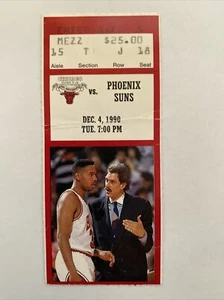 MEZZ $25.00
15 T J 18
Aisle Section Row Seat
CHICAGO
BULLS
VS.
PHOENIX
SUNS
DEC. 4, 1990
TUE. 7:00 PM